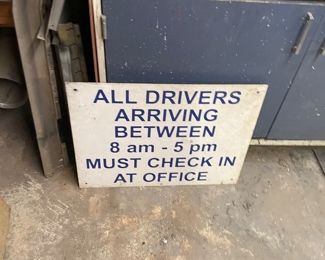 ALL DRIVERS
ARRIVING
BETWEEN
8 am - 5 pm
MUST CHECK IN
AT OFFICE